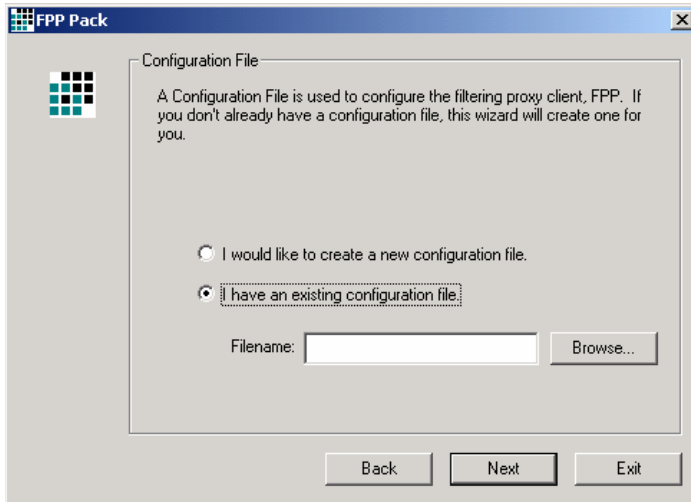 FPP Pack
Configuration File
A Configuration File is used to configure the filtering proxy client, FPP. If
you don't already have a configuration file, this wizard will create one for
you.
I would like to create a new configuration file.
I have an existing configuration file.
Filename:
Browse...
Back
Next
Exit